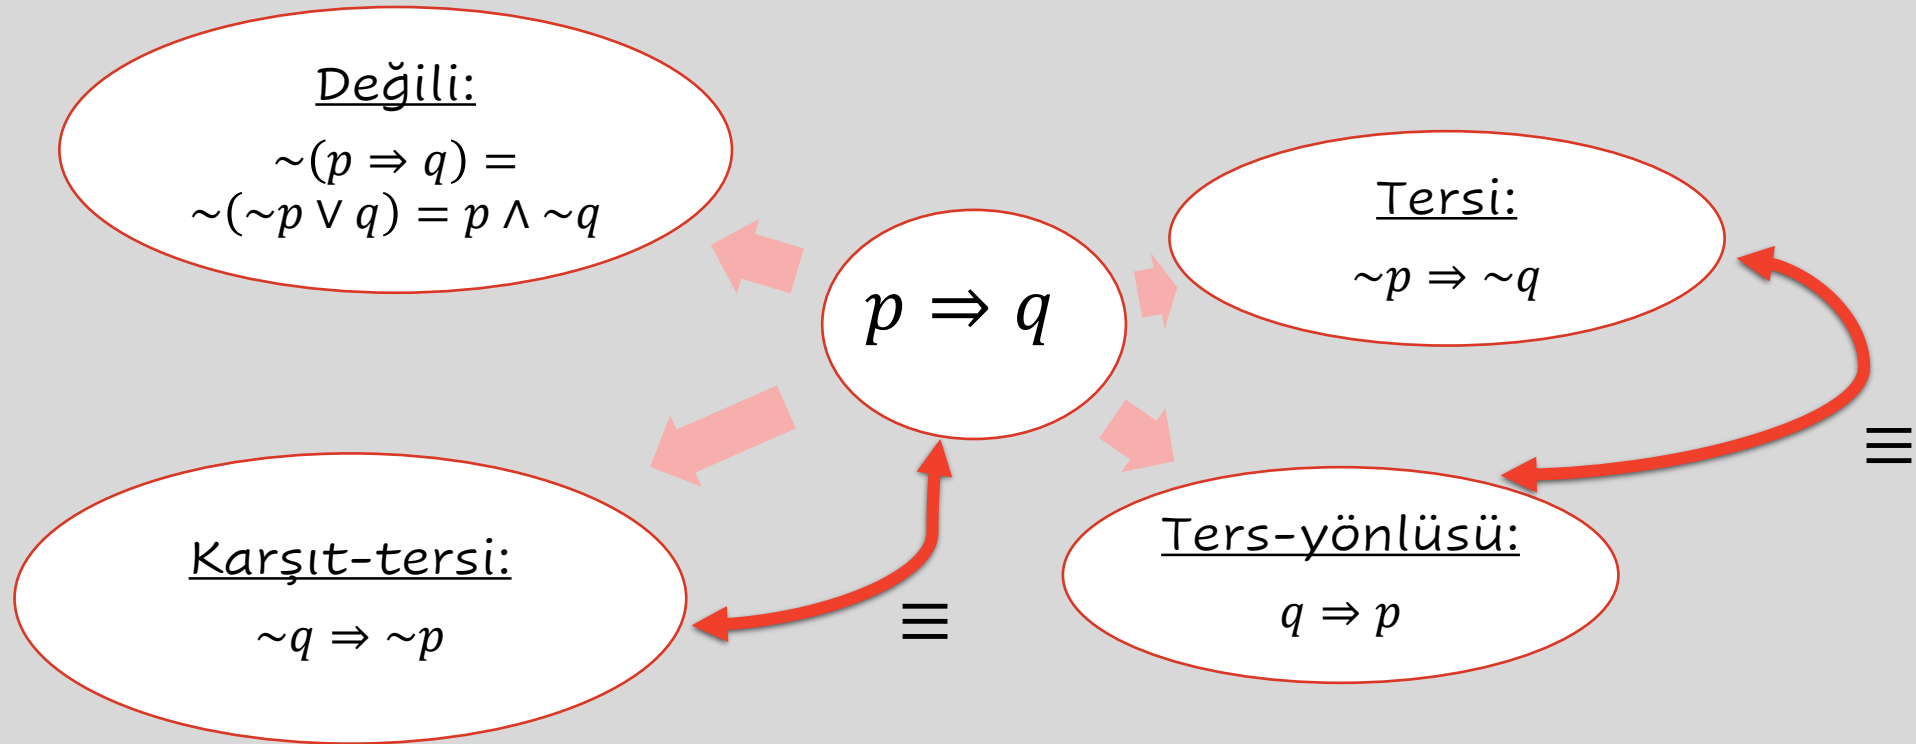 Değili:
~(p ⇒ q) =
~(~p ∨ q) = p ∧ ~q
Tersi:
~p ⇒ ~q
p ⇒ q
≡
Karşıt-tersi:
~q ⇒ ~p
≡
Ters-yönlüsü:
q ⇒ p